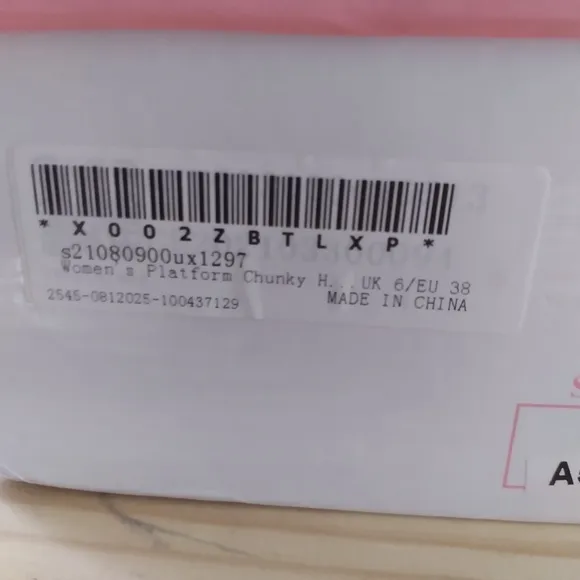 *X002ZBTLXP*
s21080900ux1297
Women s Platform Chunky H...UK 6/EU 38
2545-0812025-100437129
MADE IN CHINA